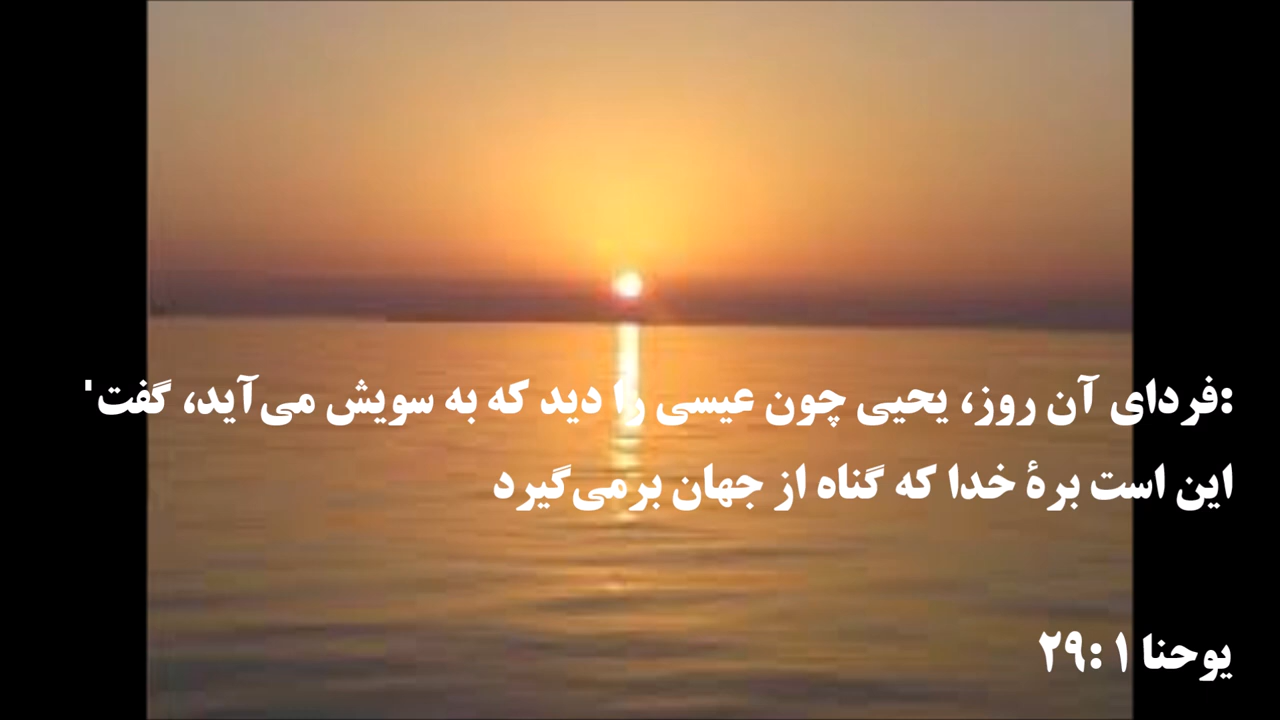 :فردای آن روز، یحیی چون عیسی را دید که به سویش می‌آید، گفت'
این است برهٔ خدا که گناه از جهان برمی‌گیرد
یوحنا ۱ :۲۹